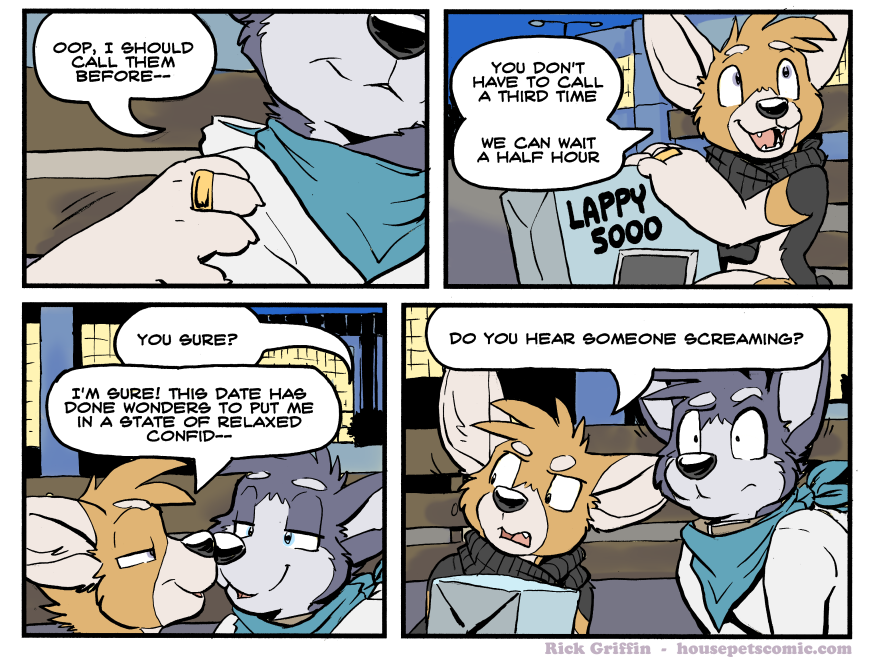 OOP, I SHOULD
CALL THEM
BEFORE--
YOU DON'T
HAVE TO CALL
A THIRD TIME
WE CAN WAIT
A HALF HOUR
LAPPY
5000
YOU SURE?
I'M SURE! THIS DATE HAS
DONE WONDERS TO PUT ME
IN A STATE OF RELAXED
CONFID--
DO YOU HEAR SOMEONE SCREAMING?
Rick Griffin - housepetscomic.com